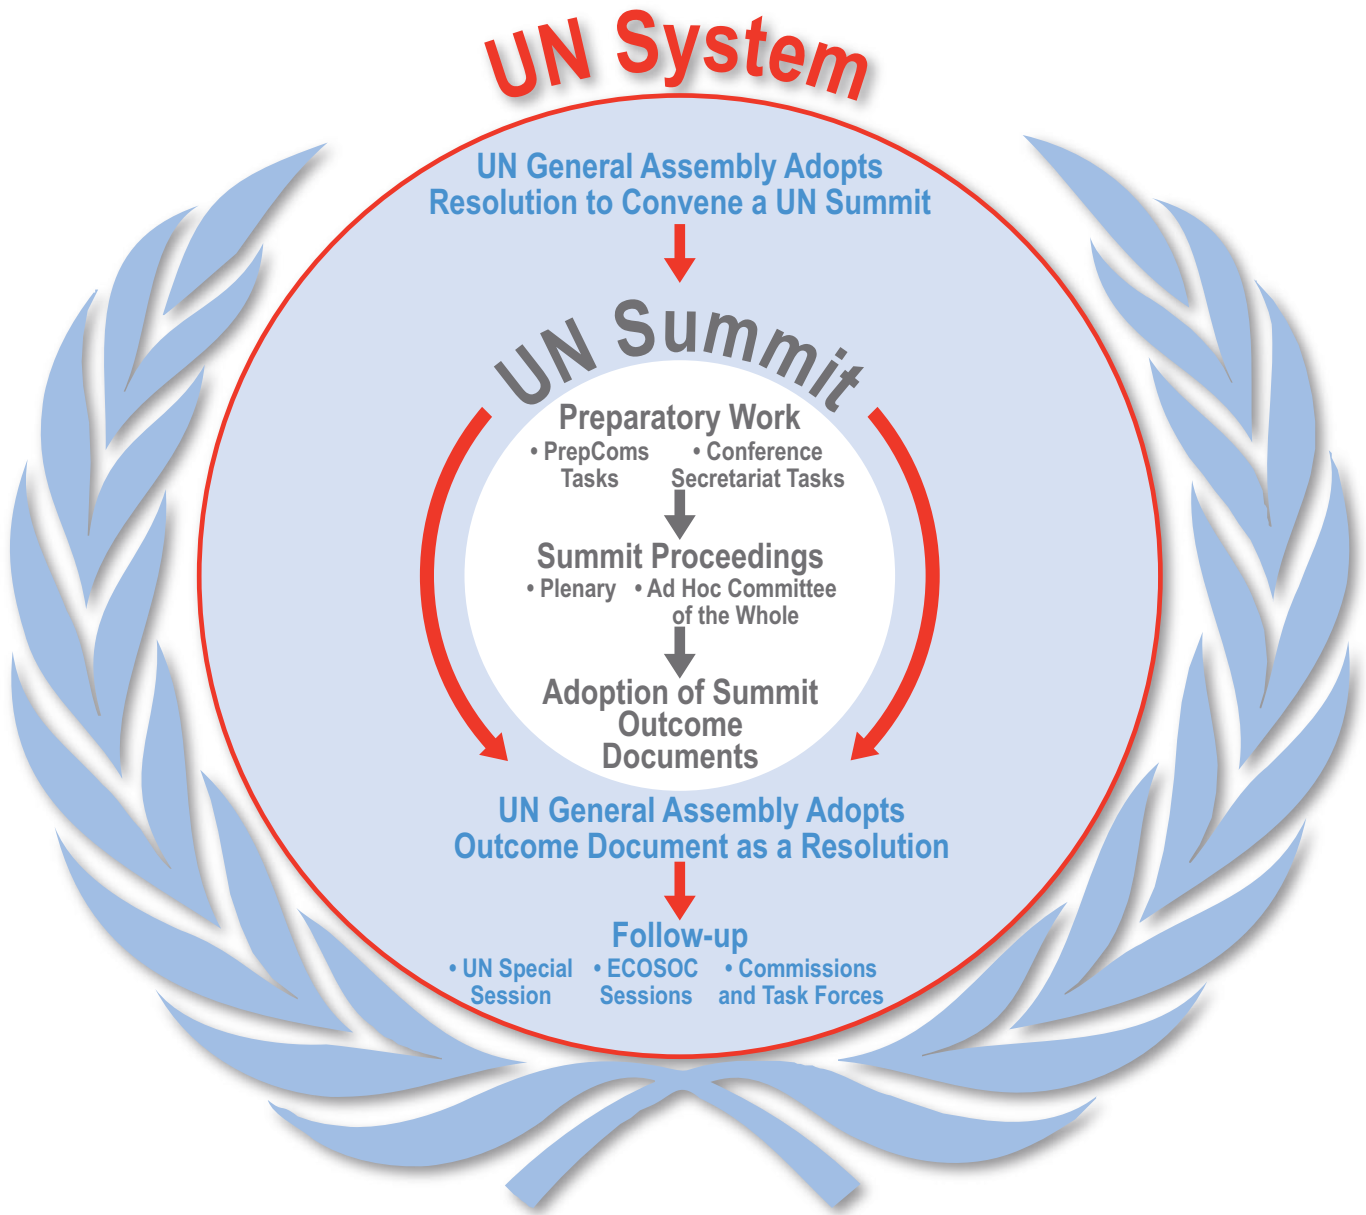 UN System
UN General Assembly Adopts
Resolution to Convene a UN Summit
UN Summit
Preparatory Work
• PrepComs
Tasks
• Conference
Secretariat Tasks
Summit Proceedings
• Plenary
• Ad Hoc Committee
of the Whole
Adoption of Summit
Outcome
Documents
UN General Assembly Adopts
Outcome Document as a Resolution
Follow-up
• UN Special
Session
• ECOSOC
Sessions
• Commissions
and Task Forces